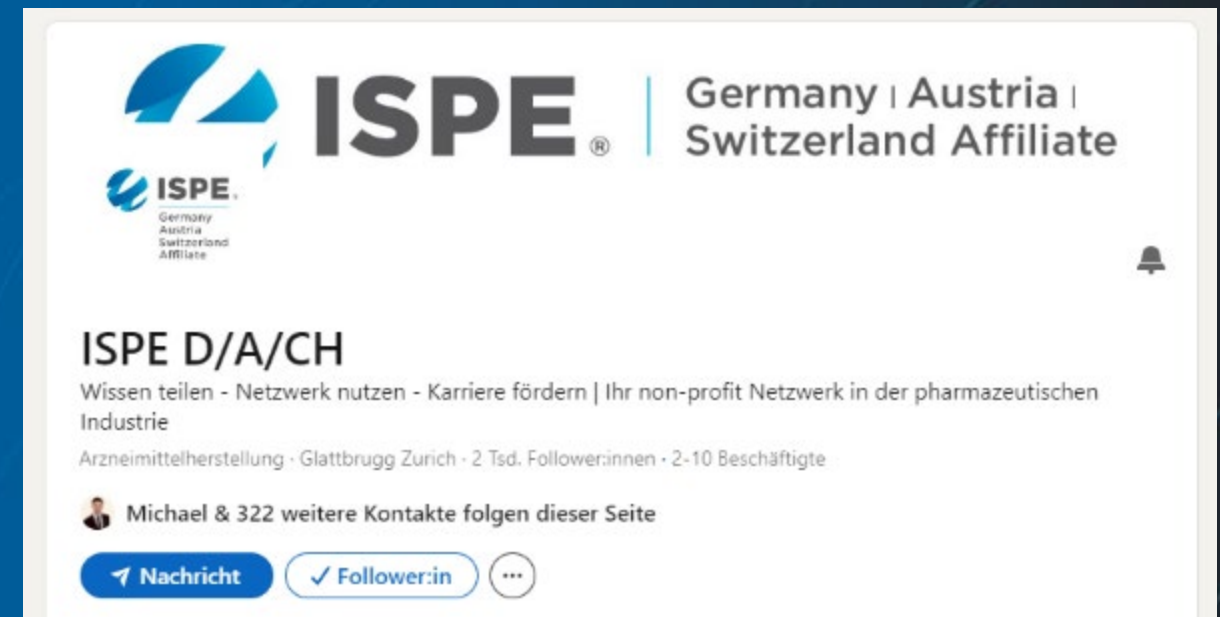 ISPE® Germany | Austria |
Switzerland Affiliate
ISPE.
Germany
Austria
Switzerland
Affiliate
ISPE D/A/CH
Wissen teilen - Netzwerk nutzen - Karriere fördern | Ihr non-profit Netzwerk in der pharmazeutischen
Industrie
Arzneimittelherstellung · Glattbrugg Zurich · 2 Tsd. Follower:innen · 2-10 Beschäftigte
Michael & 322 weitere Kontakte folgen dieser Seite
Nachricht
Follower:in